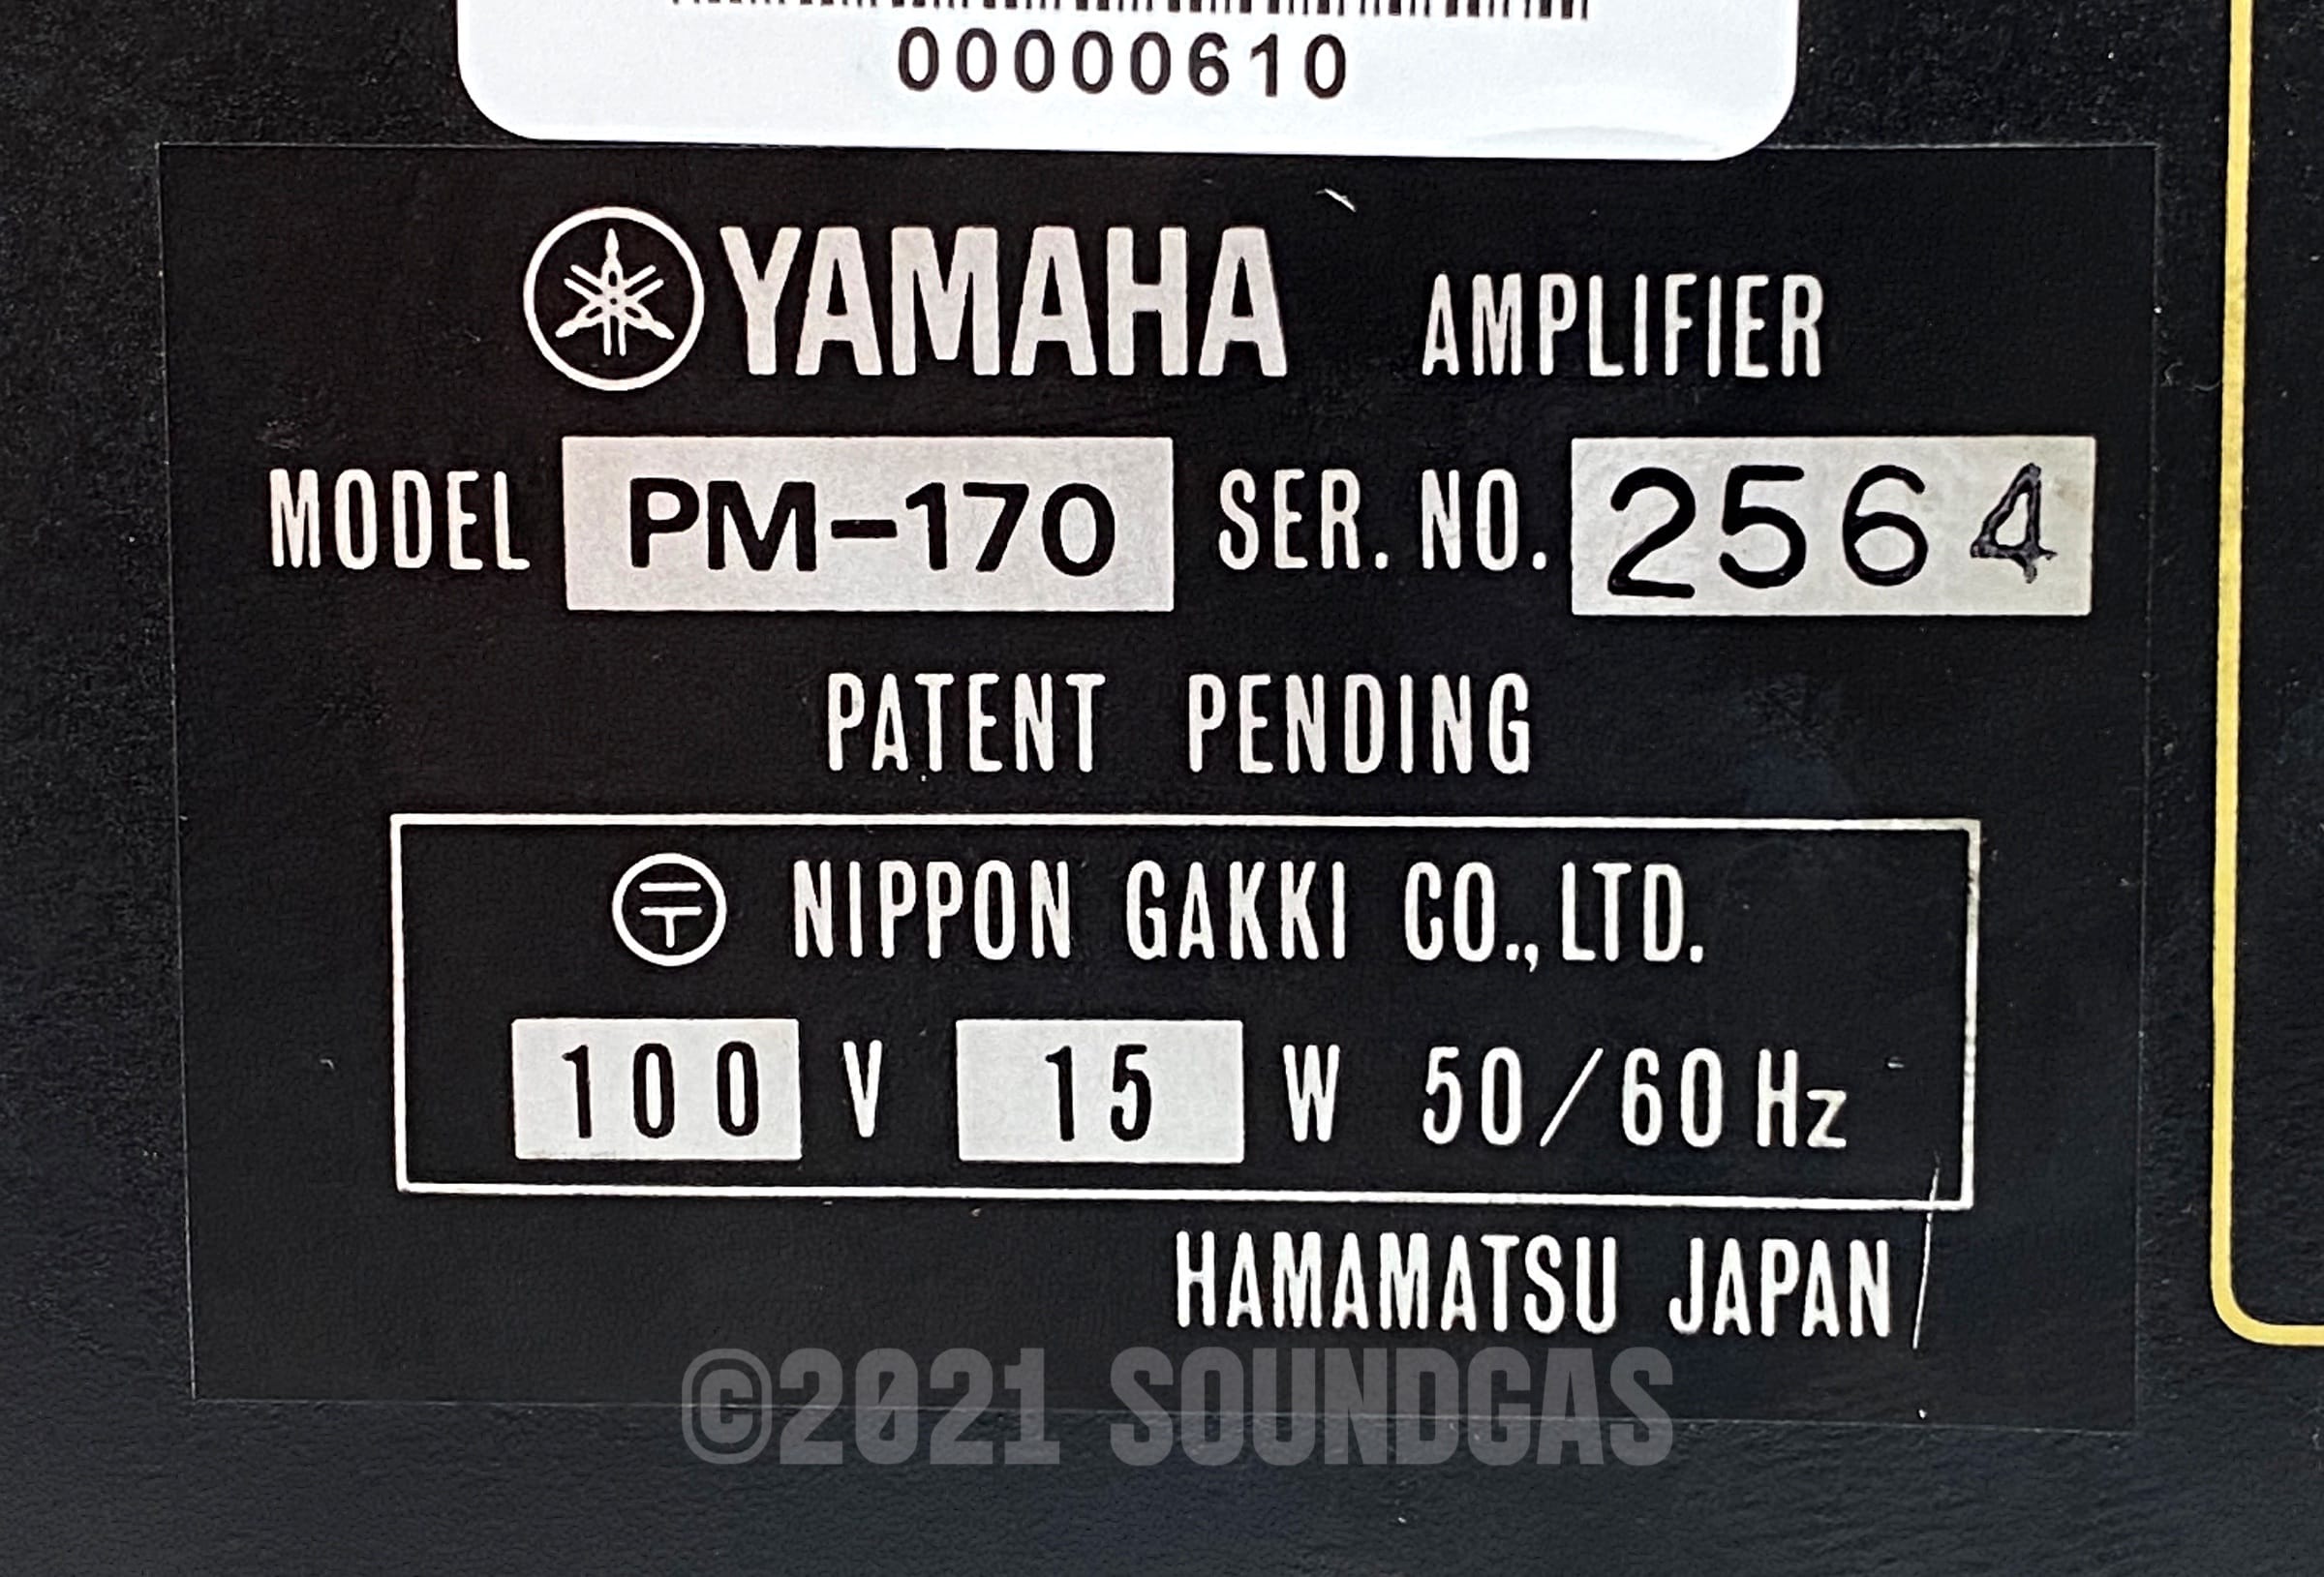 00000610
YAMAHA AMPLIFIER
MODEL PM-170 SER. NO. 2564
PATENT PENDING
〒 NIPPON GAKKI CO., LTD.
100 V 15 W 50/60 Hz
HAMAMATSU JAPAN
©2021 SOUNDGAS